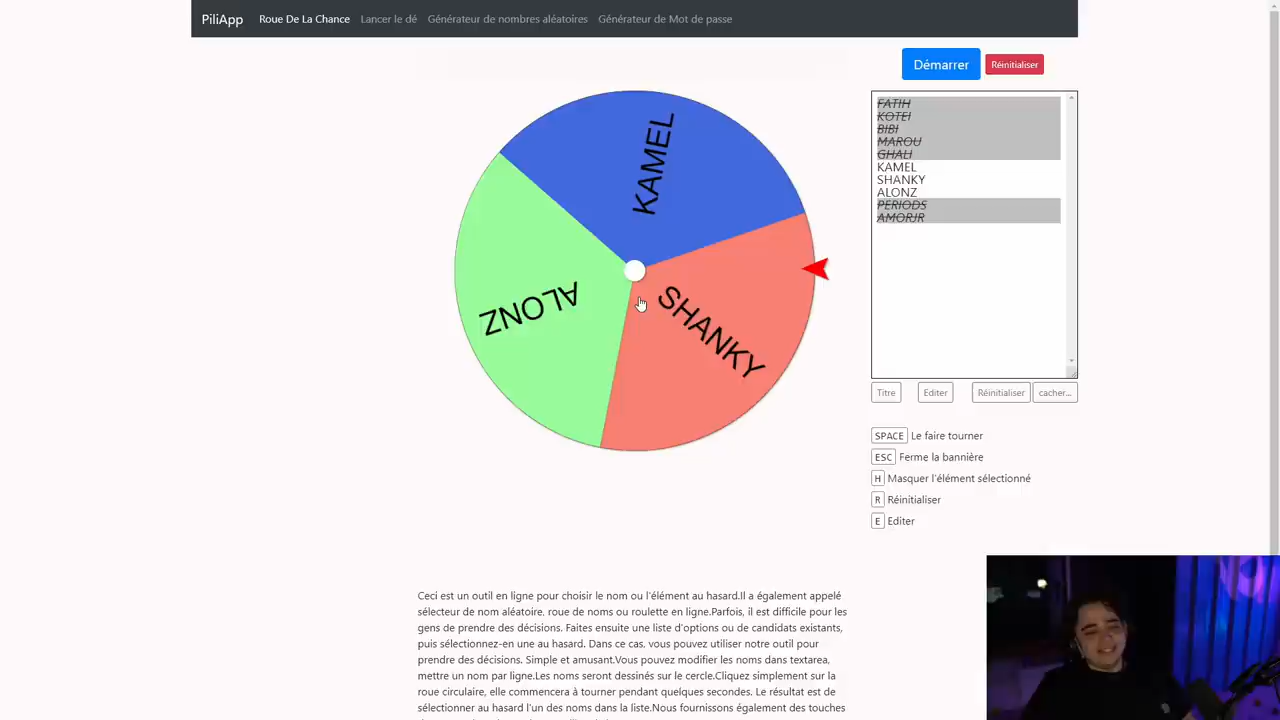 PiliApp Roue De La Chance Lancer le dé Générateur de nombres aléatoires Générateur de Mot de passe
Démarrer Réinitialiser
KAMEL
SHANKY
ALONZ
FATIH
KOTEI
BIBI
MAROU
GHALI
KAMEL
SHANKY
ALONZ
PERIODS
AMORJR
Titre Editer Réinitialiser cacher...
SPACE Le faire tourner
ESC Ferme la bannière
H Masquer l'élément sélectionné
R Réinitialiser
E Editer
Ceci est un outil en ligne pour choisir le nom ou l'élément au hasard.Il a également appelé
sélecteur de nom aléatoire, roue de noms ou roulette en ligne.Parfois, il est difficile pour les
gens de prendre des décisions. Faites ensuite une liste d'options ou de candidats existants,
puis sélectionnez-en une au hasard. Dans ce cas, vous pouvez utiliser notre outil pour
prendre des décisions. Simple et amusant.Vous pouvez modifier les noms dans textarea,
mettre un nom par ligne.Les noms seront dessinés sur le cercle.Cliquez simplement sur la
roue circulaire, elle commencera à tourner pendant quelques secondes. Le résultat est de
sélectionner au hasard l'un des noms dans la liste.Nous fournissons également des touches